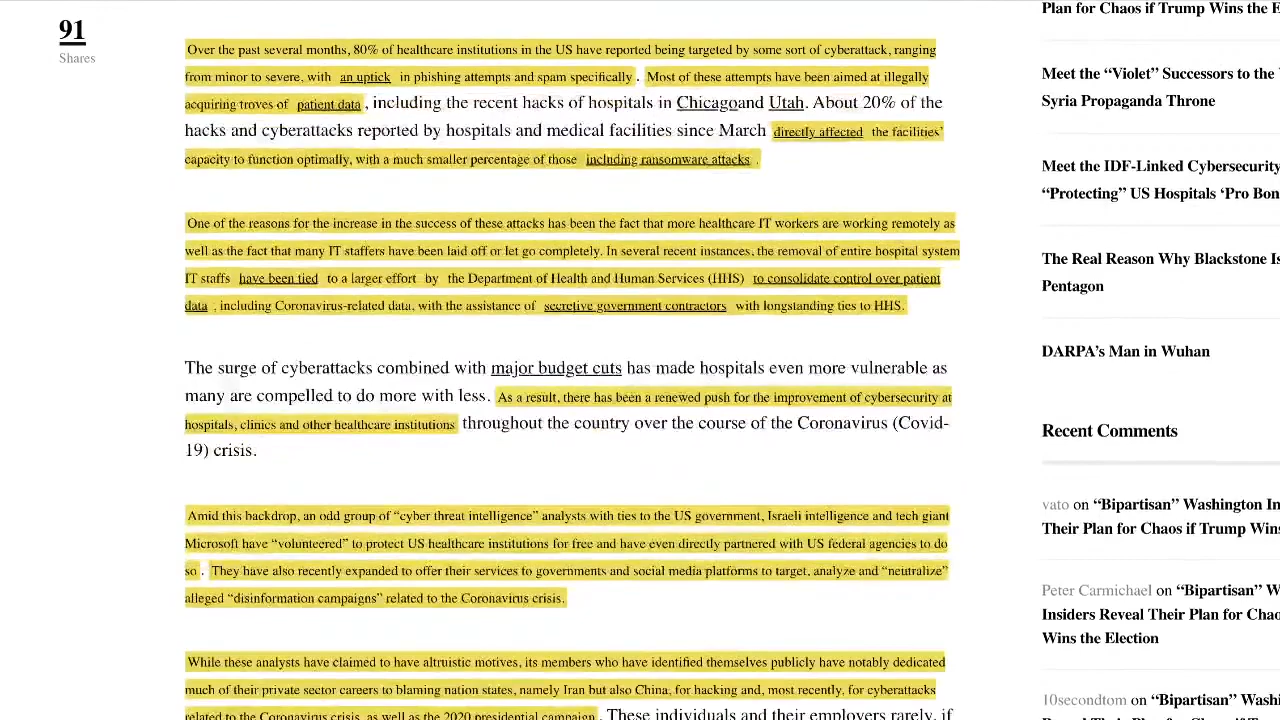 91
Shares
Over the past several months, 80% of healthcare institutions in the US have reported being targeted by some sort of cyberattack, ranging
from minor to severe, with an uptick in phishing attempts and spam specifically . Most of these attempts have been aimed at illegally
acquiring troves of patient data , including the recent hacks of hospitals in Chicagoand Utah. About 20% of the
hacks and cyberattacks reported by hospitals and medical facilities since March directly affected the facilities’
capacity to function optimally, with a much smaller percentage of those including ransomware attacks .
One of the reasons for the increase in the success of these attacks has been the fact that more healthcare IT workers are working remotely as
well as the fact that many IT staffers have been laid off or let go completely. In several recent instances, the removal of entire hospital system
IT staffs have been tied to a larger effort by the Department of Health and Human Services (HHS) to consolidate control over patient
data , including Coronavirus-related data, with the assistance of secretive government contractors with longstanding ties to HHS.
The surge of cyberattacks combined with major budget cuts has made hospitals even more vulnerable as
many are compelled to do more with less. As a result, there has been a renewed push for the improvement of cybersecurity at
hospitals, clinics and other healthcare institutions throughout the country over the course of the Coronavirus (Covid-
19) crisis.
Amid this backdrop, an odd group of “cyber threat intelligence” analysts with ties to the US government, Israeli intelligence and tech giant
Microsoft have “volunteered” to protect US healthcare institutions for free and have even directly partnered with US federal agencies to do
so . They have also recently expanded to offer their services to governments and social media platforms to target, analyze and “neutralize”
alleged “disinformation campaigns” related to the Coronavirus crisis.
While these analysts have claimed to have altruistic motives, its members who have identified themselves publicly have notably dedicated
much of their private sector careers to blaming nation states, namely Iran but also China, for hacking and, most recently, for cyberattacks
related to the Coronavirus crisis, as well as the 2020 presidential campaign . These individuals and their employers rarely, if
Plan for Chaos if Trump Wins the E
Meet the “Violet” Successors to the
Syria Propaganda Throne
Meet the IDF-Linked Cybersecurity
“Protecting” US Hospitals ‘Pro Bon
The Real Reason Why Blackstone Is
Pentagon
DARPA’s Man in Wuhan
Recent Comments
vato on “Bipartisan” Washington In
Their Plan for Chaos if Trump Wins
Peter Carmichael on “Bipartisan” W
Insiders Reveal Their Plan for Chao
Wins the Election
10secondtom on “Bipartisan” Washi